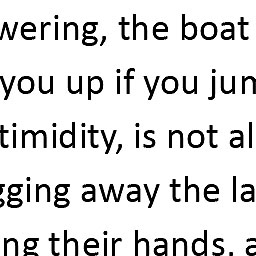 wering, the boat
you up if you jum
timidity, is not al
gging away the la
ng their hands, a